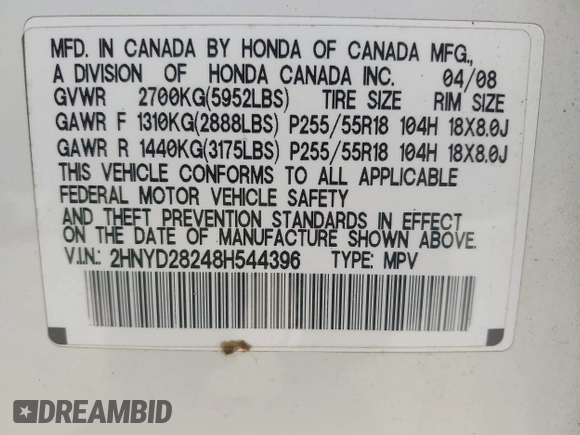 MFD. IN CANADA BY HONDA OF CANADA MFG.,
A DIVISION OF HONDA CANADA INC. 04/08
GVWR 2700KG(5952LBS) TIRE SIZE RIM SIZE
GAWR F 1310KG(2888LBS) P255/55R18 104H 18X8.0J
GAWR R 1440KG(3175LBS) P255/55R18 104H 18X8.0J
THIS VEHICLE CONFORMS TO ALL APPLICABLE
FEDERAL MOTOR VEHICLE SAFETY
AND THEFT PREVENTION STANDARDS IN EFFECT
ON THE DATE OF MANUFACTURE SHOWN ABOVE.
V.I.N.: 2HNYD28248H544396 TYPE: MPV
DREAMBID